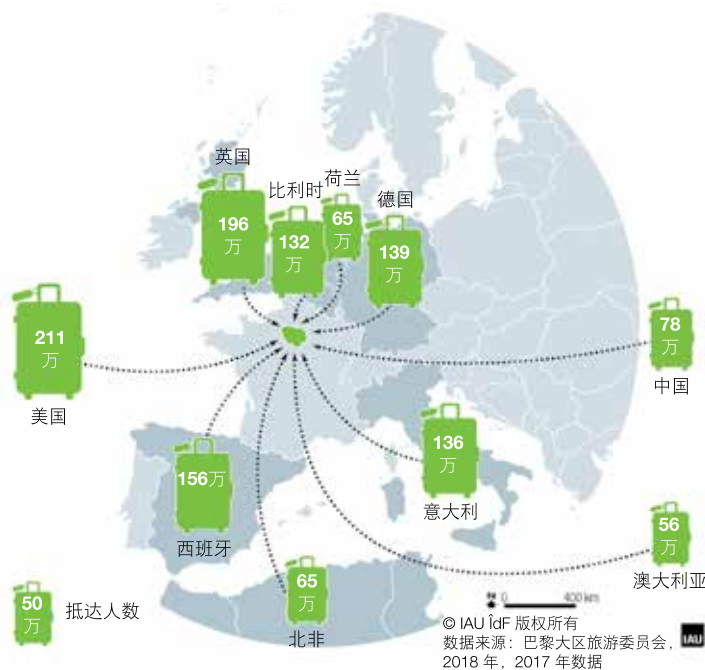 英国
196
万
比利时
132
万
荷兰
65
万
德国
139
万
211
万
美国
78
万
中国
156万
西班牙
136
万
意大利
56
万
澳大利亚
65
万
北非
50
万
抵达人数
0
400 km
© IAU îdF 版权所有
数据来源：巴黎大区旅游委员会，
2018 年，2017 年数据
IAU